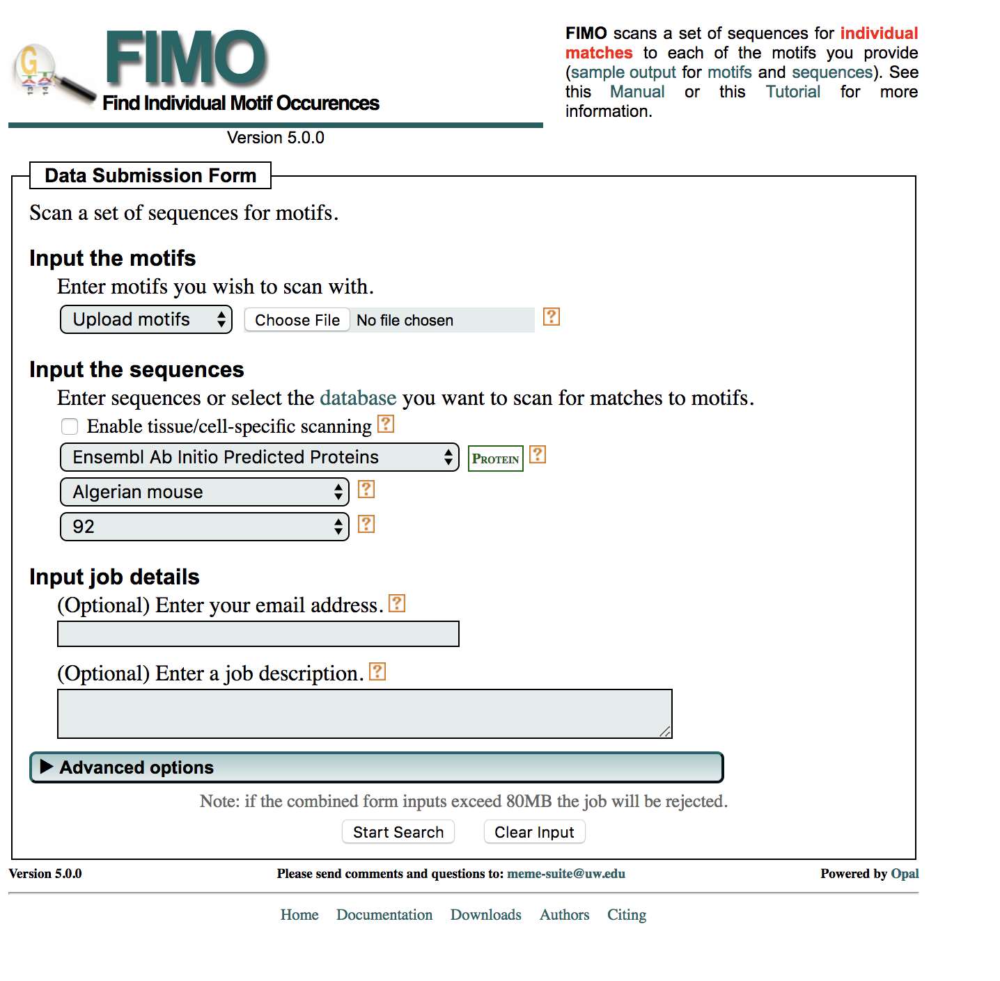 FIMO
Find Individual Motif Occurences
Version 5.0.0
FIMO scans a set of sequences for individual
matches to each of the motifs you provide
(sample output for motifs and sequences). See
this Manual or this Tutorial for more
information.
G
13 14
Data Submission Form
Scan a set of sequences for motifs.
Input the motifs
Enter motifs you wish to scan with.
Upload motifs Choose File No file chosen ?
Input the sequences
Enter sequences or select the database you want to scan for matches to motifs.
Enable tissue/cell-specific scanning ?
Ensembl Ab Initio Predicted Proteins PROTEIN ?
Algerian mouse ?
92 ?
Input job details
(Optional) Enter your email address. ?
(Optional) Enter a job description. ?
Advanced options
Note: if the combined form inputs exceed 80MB the job will be rejected.
Start Search Clear Input
Version 5.0.0 Please send comments and questions to: meme-suite@uw.edu Powered by Opal
Home Documentation Downloads Authors Citing